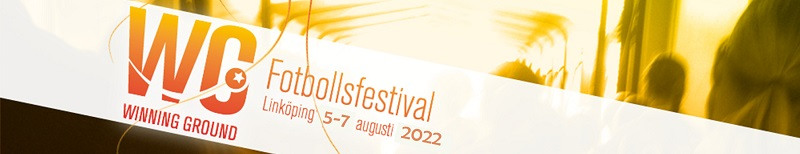 WG
WINNING GROUND
Fotbollsfestival
Linköping 5-7 augusti 2022